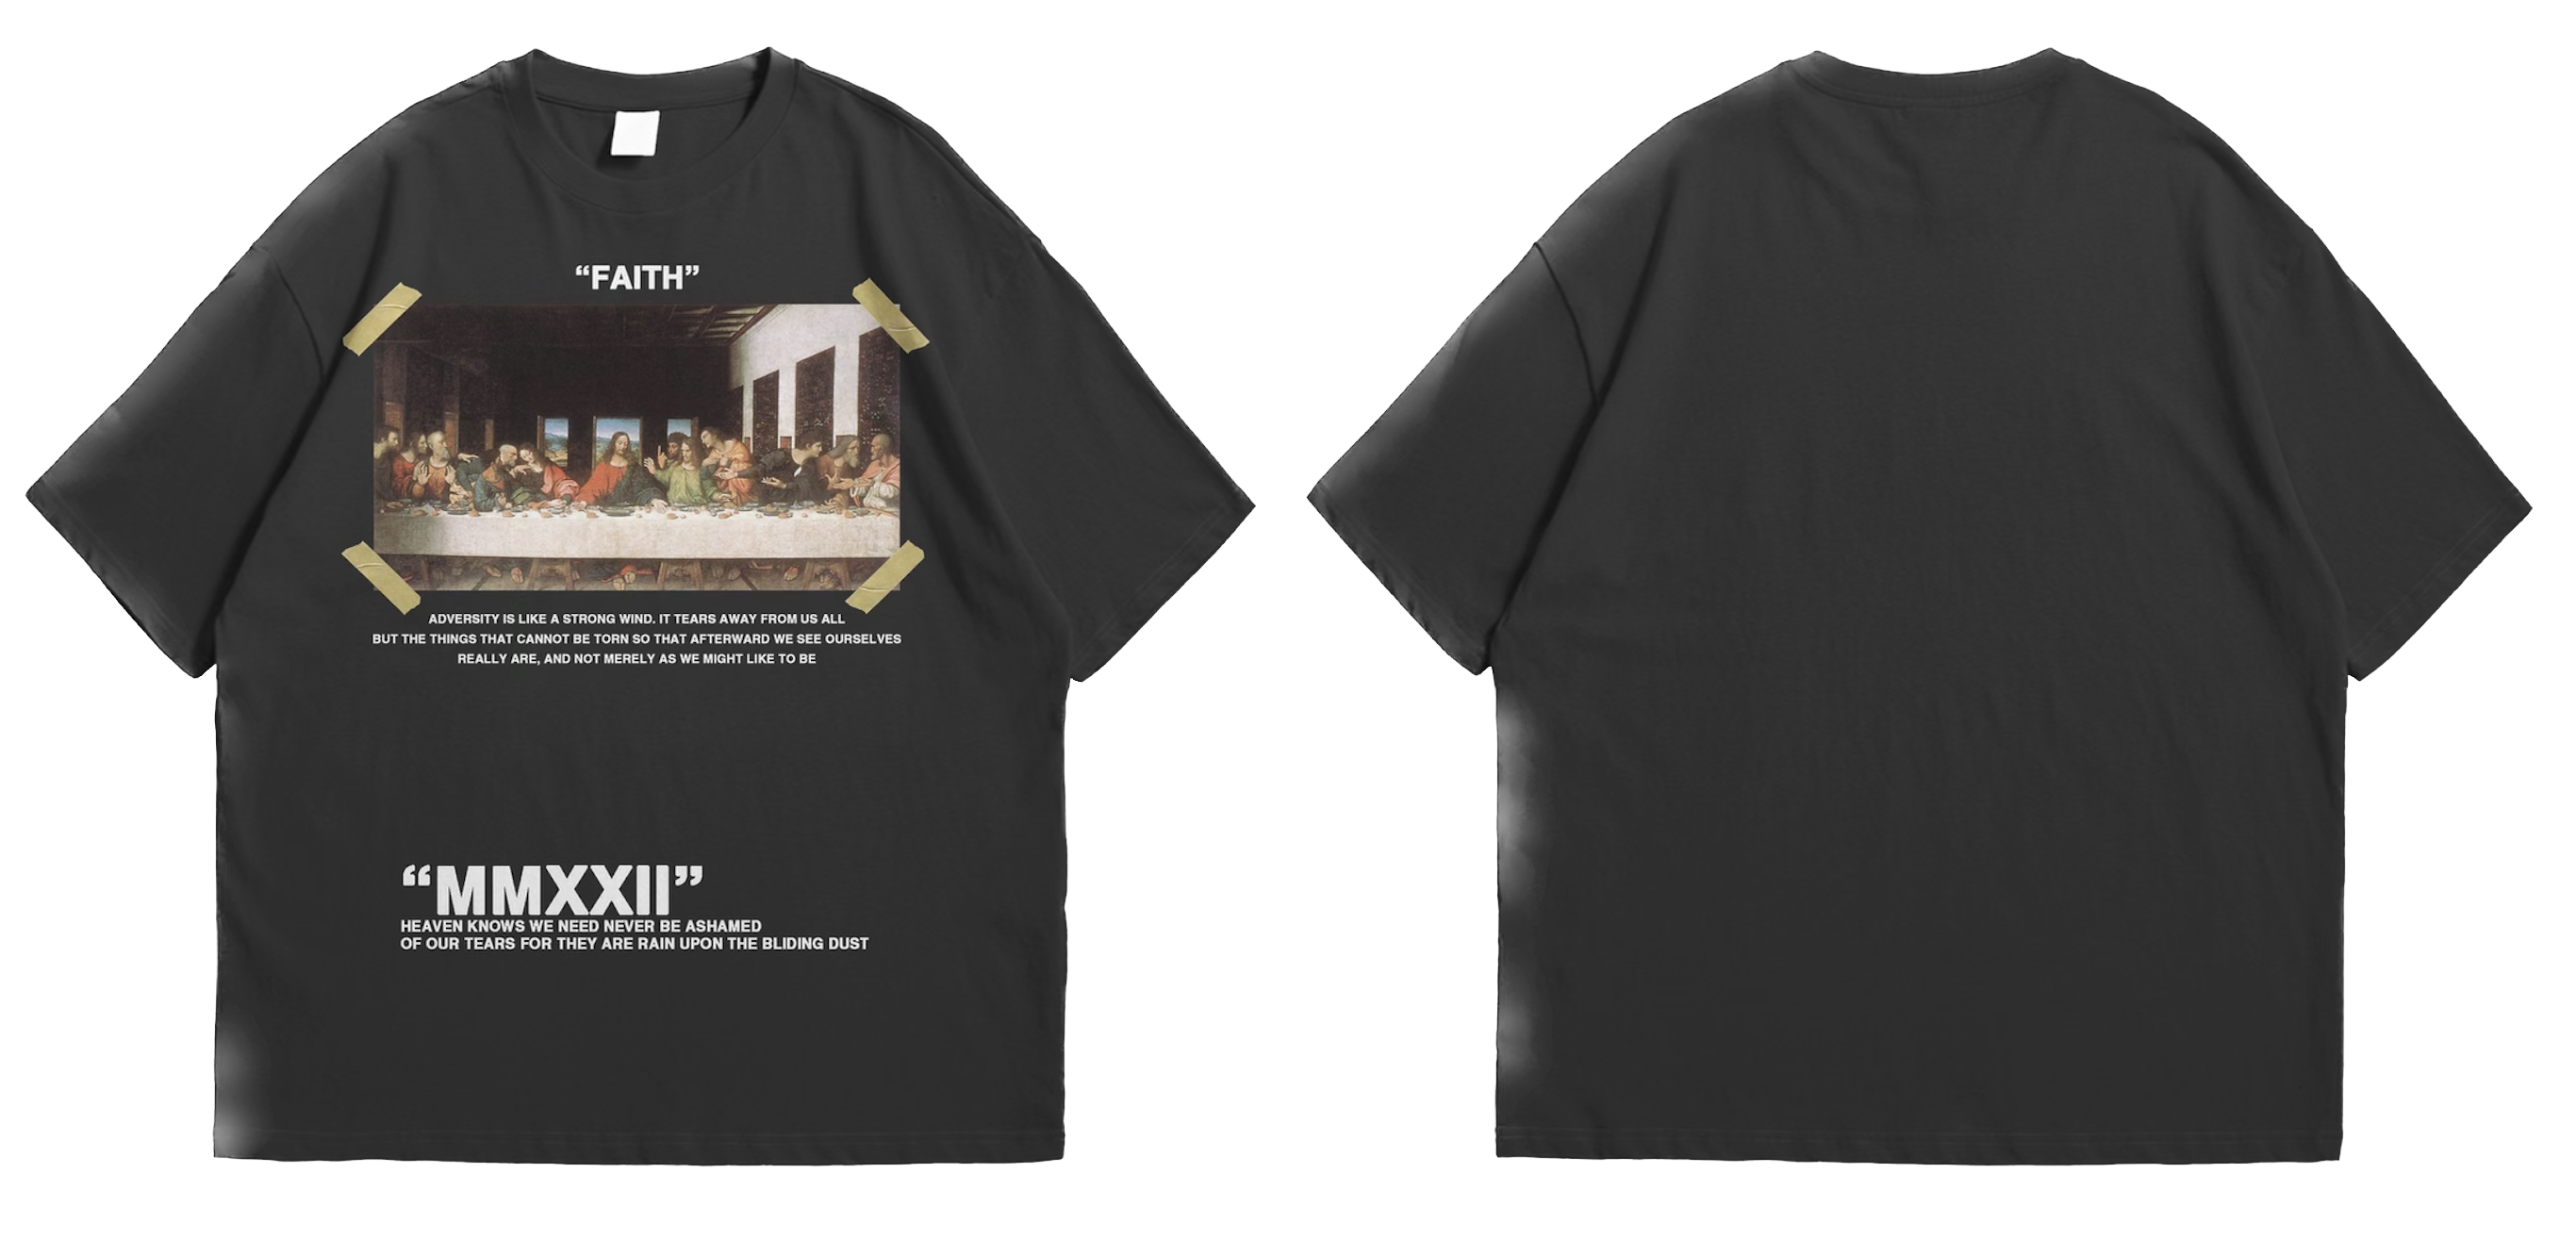 “FAITH”
ADVERSITY IS LIKE A STRONG WIND. IT TEARS AWAY FROM US ALL
BUT THE THINGS THAT CANNOT BE TORN SO THAT AFTERWARD WE SEE OURSELVES
REALLY ARE, AND NOT MERELY AS WE MIGHT LIKE TO BE
“MMXXII”
HEAVEN KNOWS WE NEED NEVER BE ASHAMED
OF OUR TEARS FOR THEY ARE RAIN UPON THE BLIDING DUST